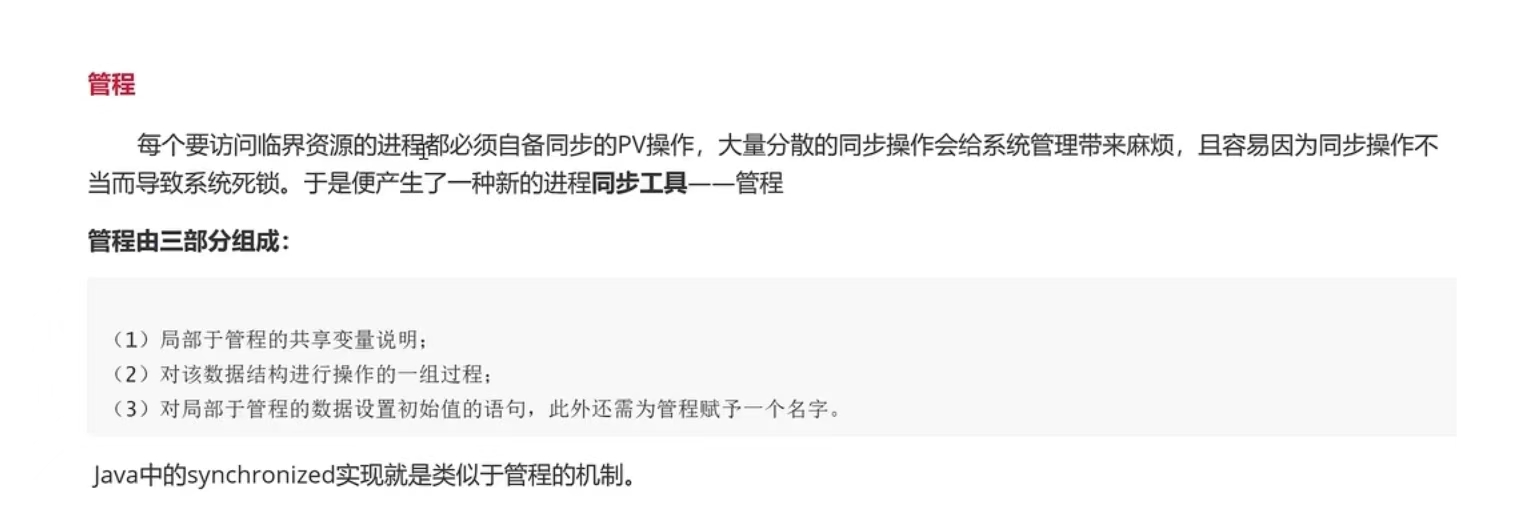 管程
每个要访问临界资源的进程都必须自备同步的PV操作，大量分散的同步操作会给系统管理带来麻烦，且容易因为同步操作不
当而导致系统死锁。于是便产生了一种新的进程同步工具——管程
管程由三部分组成：
（1）局部于管程的共享变量说明；
（2）对该数据结构进行操作的一组过程；
（3）对局部于管程的数据设置初始值的语句，此外还需为管程赋予一个名字。
Java中的synchronized实现就是类似于管程的机制。